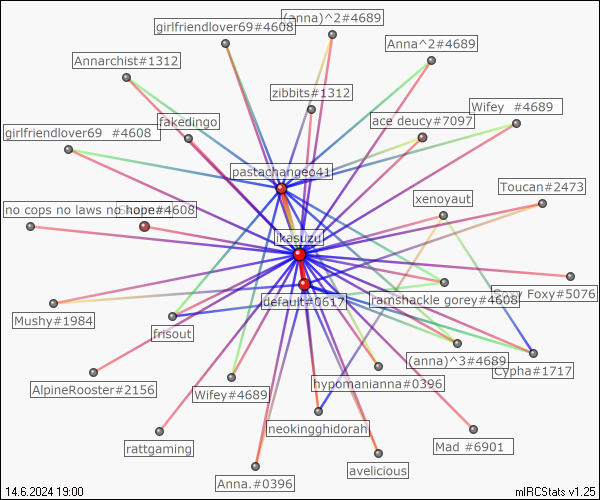 (anna)^2#4689
girlfriendlover69#4608
Anna^2#4689
Annarchist#1312
zibbits#1312
Wifey #4689
fakedingo
ace deucy#7097
girlfriendlover69 #4608
pastachangeo41
Toucan#2473
xenoyaut
no cops no laws no
#4608
ikasuzu
Foxy#5076
default#0617
ramshackle gorey#4608
Mushy#1984
frisout
(anna)^3#4689
Cypha#1717
hypomanianna#0396
AlpineRooster#2156
Wifey#4689
neokingghidorah
rattgaming
Mad #6901
avelicious
Anna.#0396
14.6.2024 19:00
mIRCStats v1.25